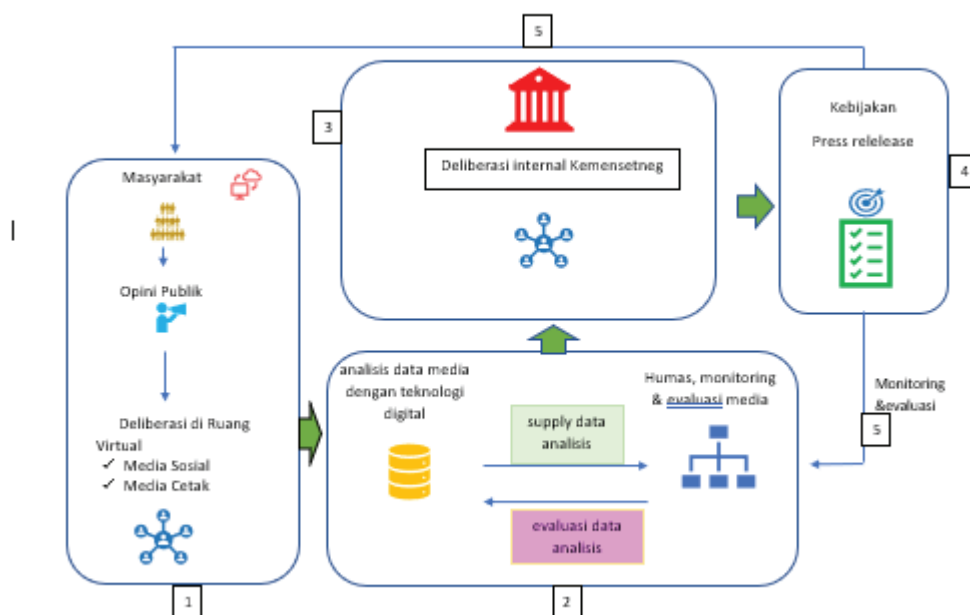 5
3
Kebijakan
Press relelease
4
Deliberasi internal Kemensetneg
Masyarakat
|
Opini Publik
Deliberasi di Ruang
Virtual
✓ Media Sosial
✓ Media Cetak
1
analisis data media
dengan teknologi
digital
Humas, monitoring
& evaluasi media
supply data
analisis
evaluasi data
analisis
2
Monitoring
&evaluasi
5